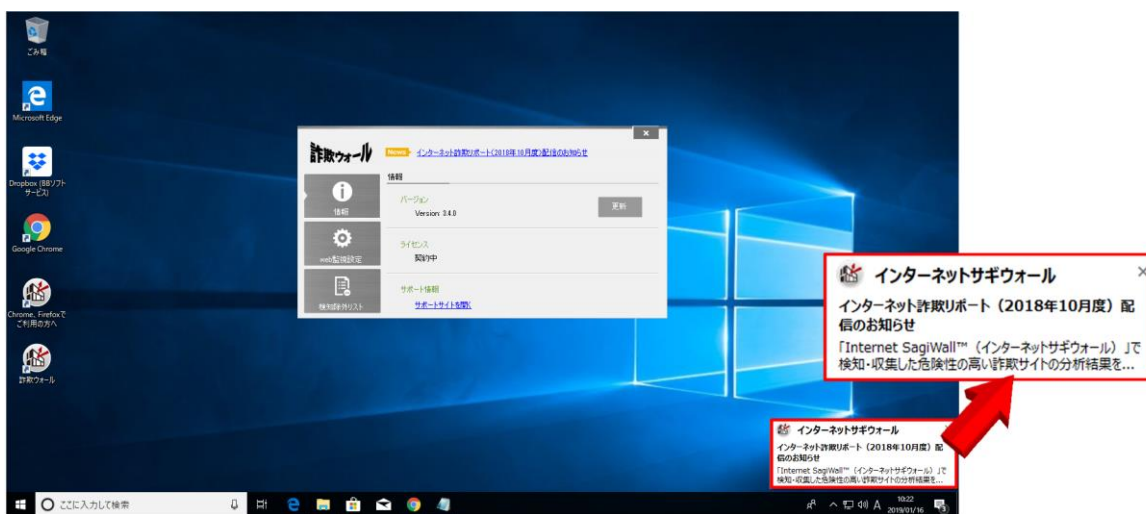 ごみ箱
Microsoft Edge
Dropbox (BBソフト
サービス)
Google Chrome
Chrome、Firefoxで
ご利用の方へ
詐欺ウォール
詐欺ウォール
News
インターネット詐欺リポート(2018年10月度)配信のお知らせ
情報
情報
バージョン
Version: 3.4.0
更新
web監視設定
ライセンス
契約中
検知除外リスト
サポート情報
サポートサイトを開く
インターネットサギウォール
インターネット詐欺リポート（2018年10月度）配
信のお知らせ
「Internet SagiWall™（インターネットサギウォール）」で
検知・収集した危険性の高い詐欺サイトの分析結果を...
インターネットサギウォール
インターネット詐欺リポート（2018年10月度）配
信のお知らせ
「Internet SagiWall™（インターネットサギウォール）」で
検知・収集した危険性の高い詐欺サイトの分析結果を...
ここに入力して検索
A
10:22
2019/01/16